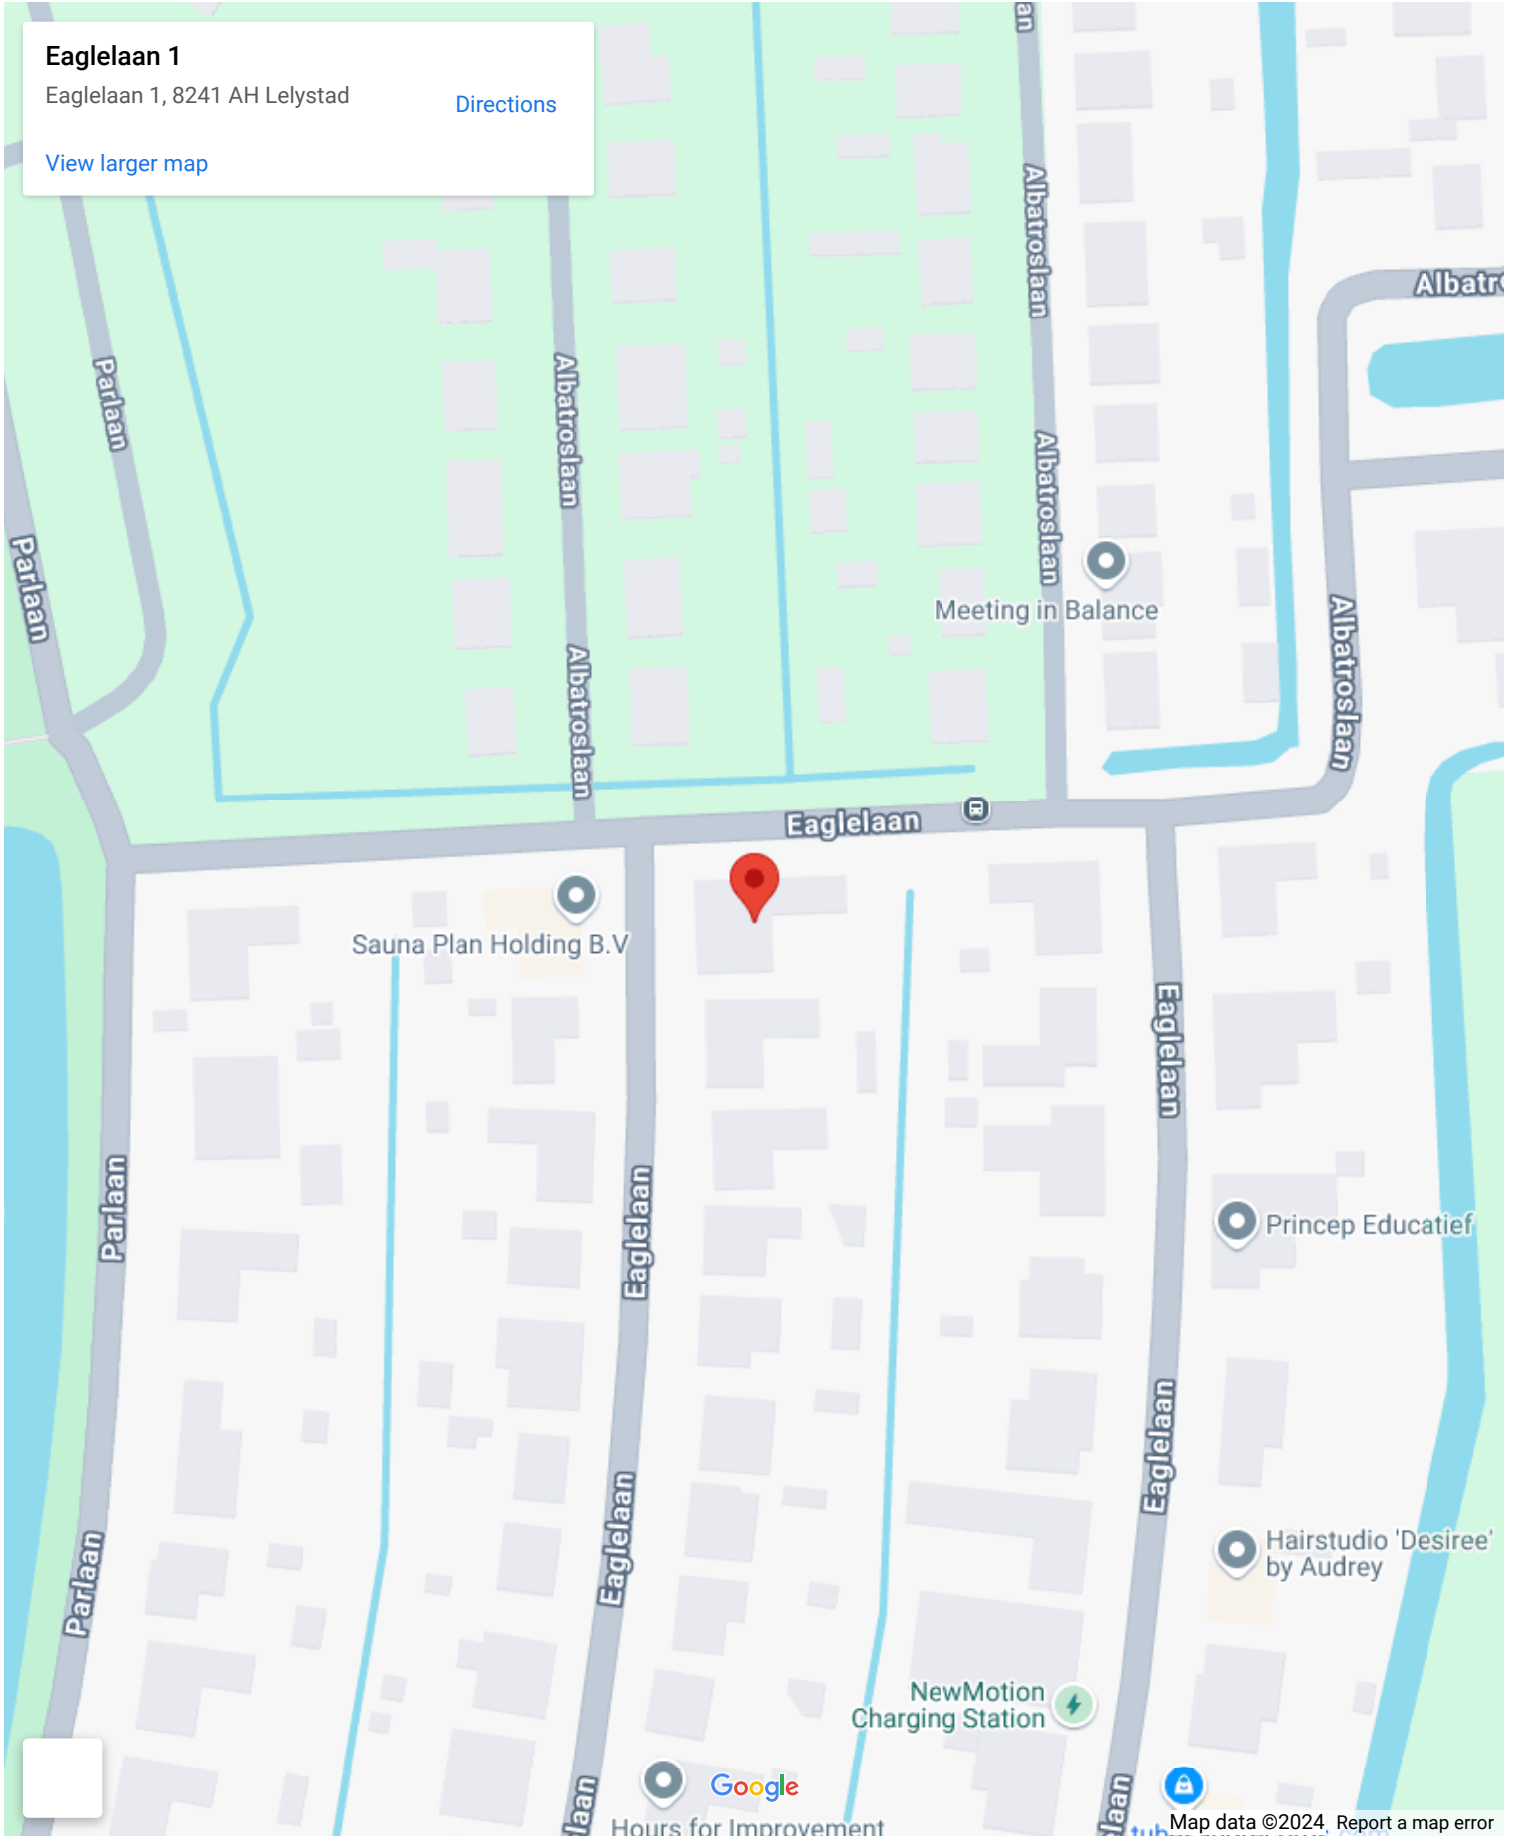 Eaglelaan 1
Eaglelaan 1, 8241 AH Lelystad
Directions
View larger map
Albatroslaan
Parlaan
Albatroslaan
Albatroslaan
Parlaan
Meeting in Balance
Albatroslaan
Albatroslaan
Eaglelaan
Sauna Plan Holding B.V
Eaglelaan
Parlaan
Eaglelaan
Princep Educatief
Eaglelaan
Eaglelaan
Parlaan
Hairstudio 'Desiree'
by Audrey
NewMotion
Charging Station
Google
Hours for Improvement
Map data ©2024
Report a map error